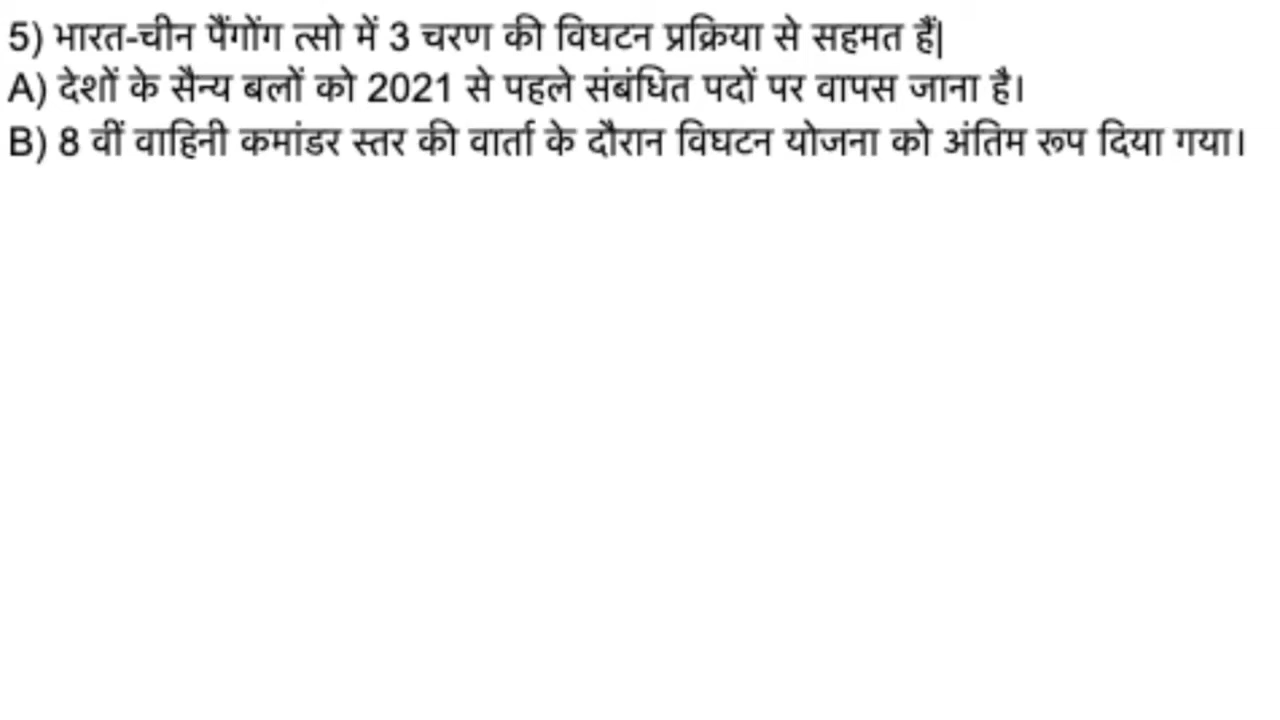 5) भारत-चीन पैंगोंग त्सो में 3 चरण की विघटन प्रक्रिया से सहमत हैं|
A) देशों के सैन्य बलों को 2021 से पहले संबंधित पदों पर वापस जाना है।
B) 8 वीं वाहिनी कमांडर स्तर की वार्ता के दौरान विघटन योजना को अंतिम रूप दिया गया।